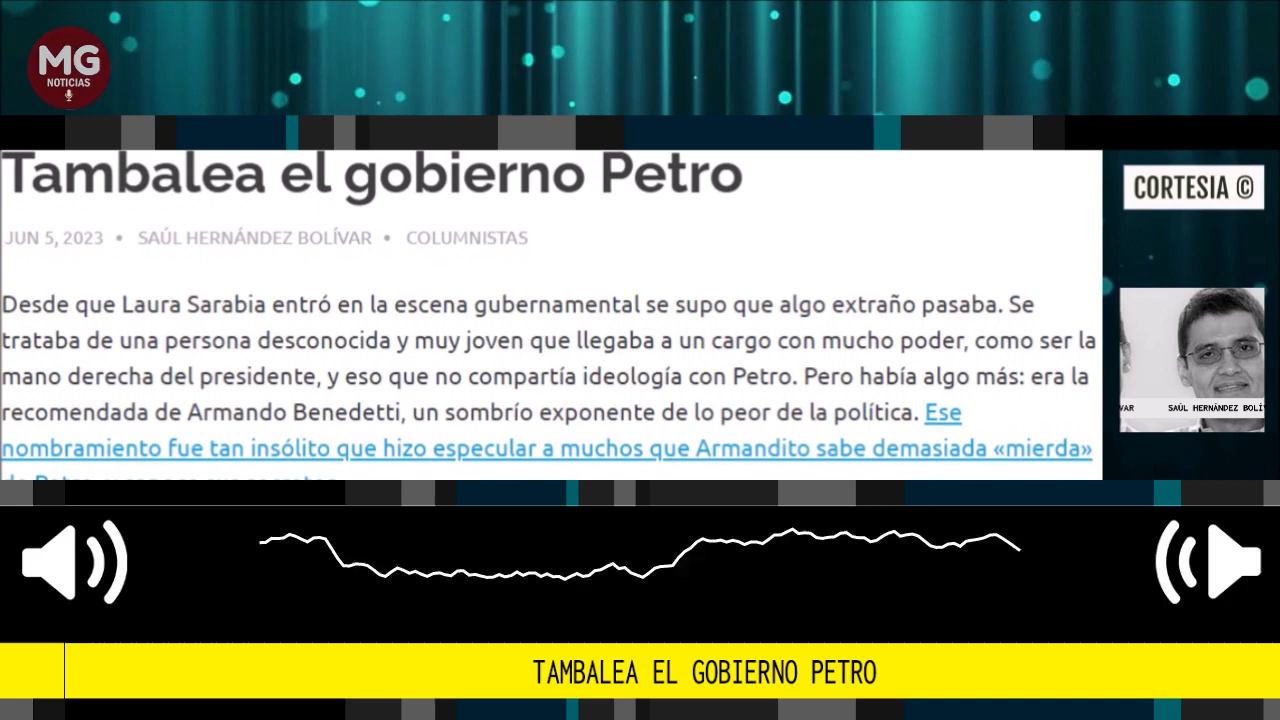 MG
NOTICIAS
Tambalea el gobierno Petro
JUN 5, 2023 • SAÚL HERNÁNDEZ BOLÍVAR • COLUMNISTAS
CORTESIA ©
Desde que Laura Sarabia entró en la escena gubernamental se supo que algo extraño pasaba. Se
trataba de una persona desconocida y muy joven que llegaba a un cargo con mucho poder, como ser la
mano derecha del presidente, y eso que no compartía ideología con Petro. Pero había algo más: era la
recomendada de Armando Benedetti, un sombrío exponente de lo peor de la política. Ese
nombramiento fue tan insólito que hizo especular a muchos que Armandito sabe demasiada «mierda»
VAR SAÚL HERNÁNDEZ BOLÍ
TAMBALEA EL GOBIERNO PETRO